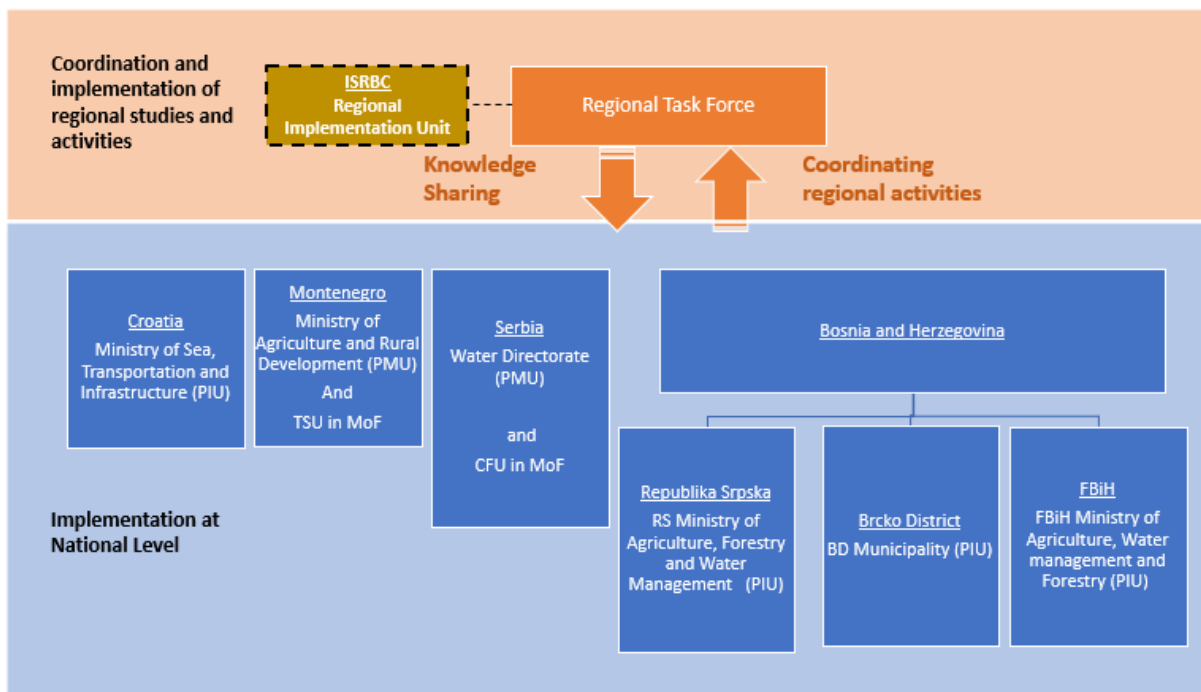 Coordination and
implementation of
regional studies and
activities
ISRBC
Regional
Implementation Unit
Regional Task Force
Knowledge
Sharing
Coordinating
regional activities
Croatia
Ministry of Sea,
Transportation and
Infrastructure (PIU)
Montenegro
Ministry of
Agriculture and Rural
Development (PMU)
And
TSU in MoF
Serbia
Water Directorate
(PMU)
and
CFU in MoF
Bosnia and Herzegovina
Republika Srpska
RS Ministry of
Agriculture, Forestry
and Water
Management (PIU)
Brcko District
BD Municipality (PIU)
FBiH
FBiH Ministry of
Agriculture, Water
management and
Forestry (PIU)
Implementation at
National Level